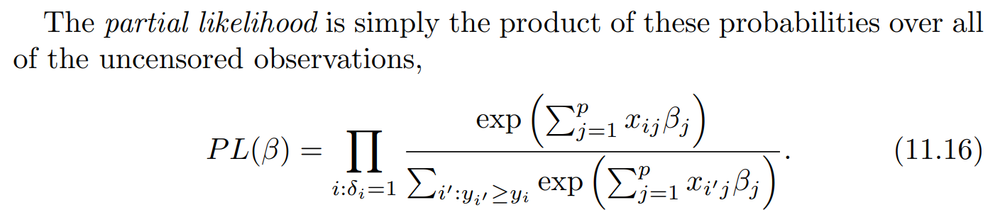 The partial likelihood is simply the product of these probabilities over all
of the uncensored observations,
$$PL(\beta) = \prod_{i:\delta_i=1} \frac{\exp\left(\sum_{j=1}^{p} x_{ij}\beta_j\right)}{\sum_{i':y_{i'}\geq y_i} \exp\left(\sum_{j=1}^{p} x_{i'j}\beta_j\right)}. \quad (11.16)$$